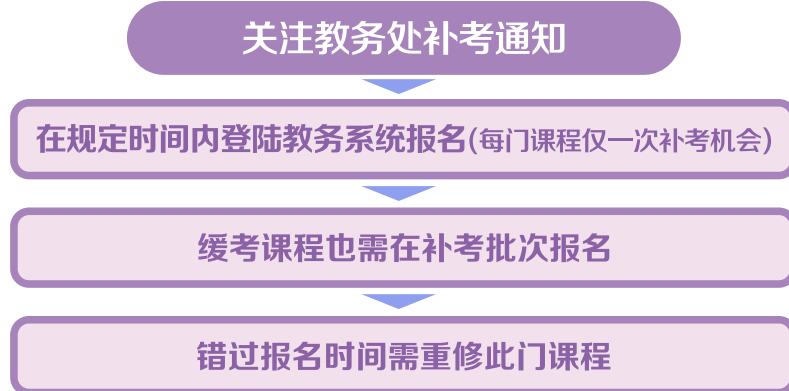 关注教务处补考通知
在规定时间内登陆教务系统报名(每门课程仅一次补考机会)
缓考课程也需在补考批次报名
错过报名时间需重修此门课程